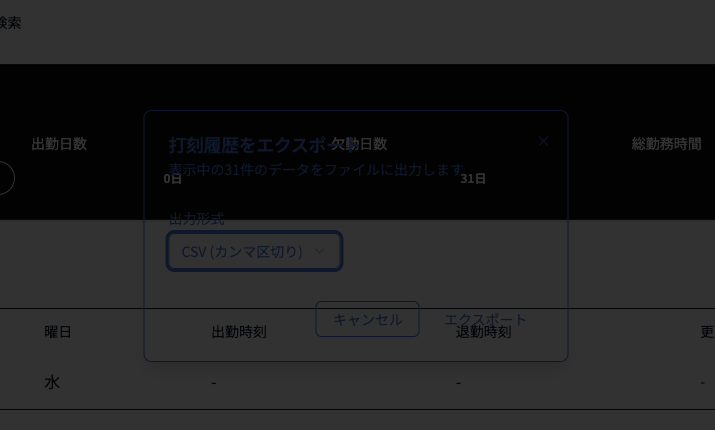 検索
出勤日数
欠勤日数
総勤務時間
打刻履歴をエクスポート
表示中の31件のデータをファイルに出力します
0日
31日
出力形式
CSV (カンマ区切り)
キャンセル
エクスポート
曜日
出勤時刻
退勤時刻
更
水
-
-
-